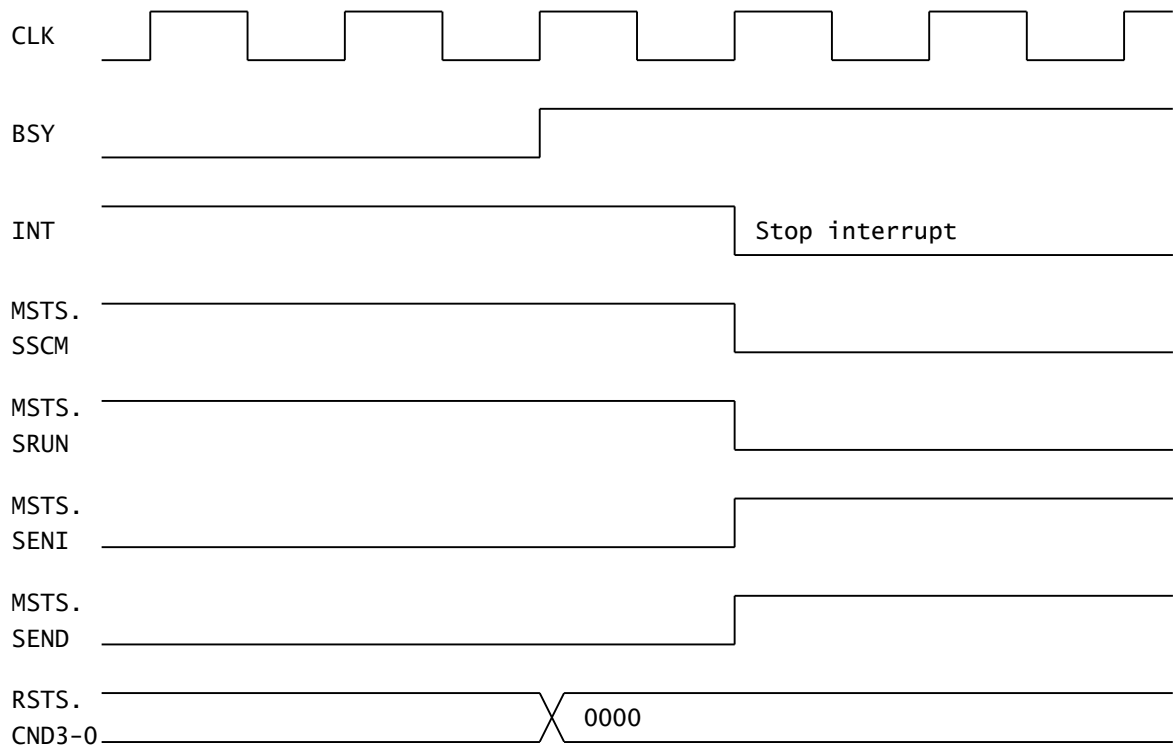 CLK
BSY
INT
Stop interrupt
MSTS.
SSCM
MSTS.
SRUN
MSTS.
SENI
MSTS.
SEND
RSTS.
CND3-0
0000